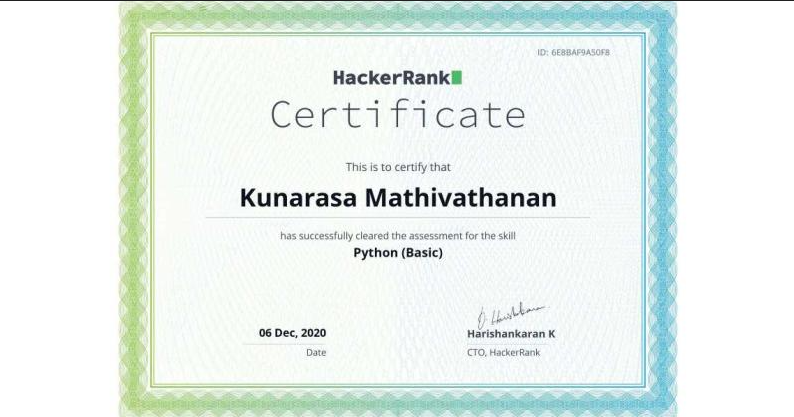 ID: 6E8BAF9A50F8
HackerRank
Certificate
This is to certify that
Kunarasa Mathivathanan
has successfully cleared the assessment for the skill
Python (Basic)
06 Dec, 2020
Date
Harishankaran K
CTO, HackerRank